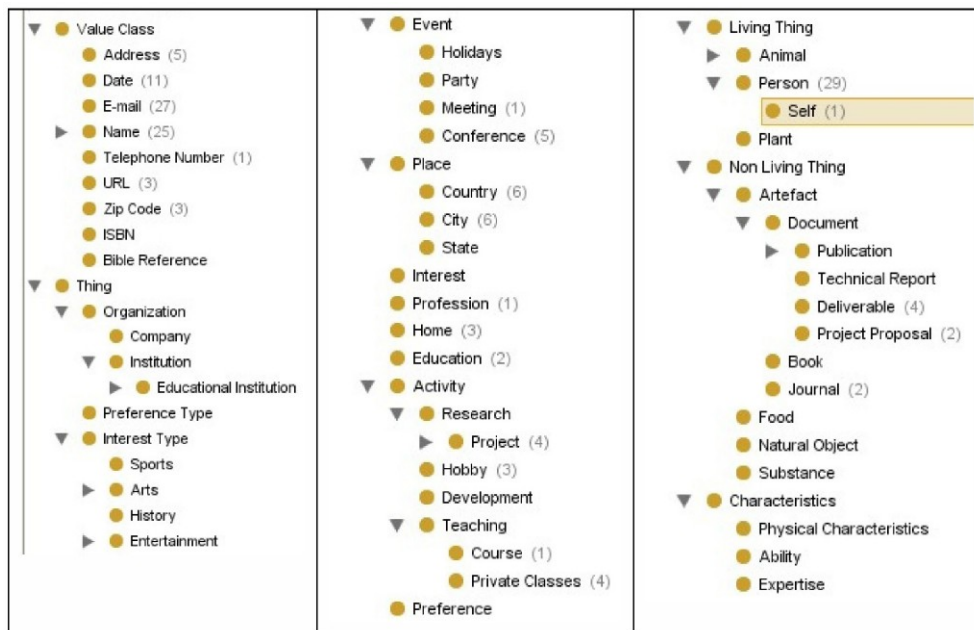 Value Class
Address (5)
Date (11)
E-mail (27)
Name (25)
Telephone Number (1)
URL (3)
Zip Code (3)
ISBN
Bible Reference
Thing
Organization
Company
Institution
Educational Institution
Preference Type
Interest Type
Sports
Arts
History
Entertainment
Event
Holidays
Party
Meeting (1)
Conference (5)
Place
Country (6)
City (6)
State
Interest
Profession (1)
Home (3)
Education (2)
Activity
Research
Project (4)
Hobby (3)
Development
Teaching
Course (1)
Private Classes (4)
Preference
Living Thing
Animal
Person (29)
Self (1)
Plant
Non Living Thing
Artefact
Document
Publication
Technical Report
Deliverable (4)
Project Proposal (2)
Book
Journal (2)
Food
Natural Object
Substance
Characteristics
Physical Characteristics
Ability
Expertise